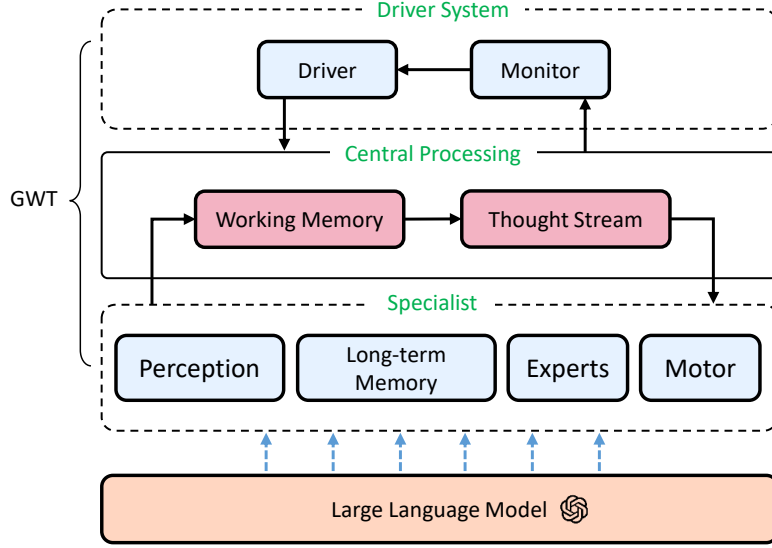 Driver System
Driver
Monitor
Central Processing
GWT
Working Memory
Thought Stream
Specialist
Perception
Long-term
Memory
Experts
Motor
Large Language Model